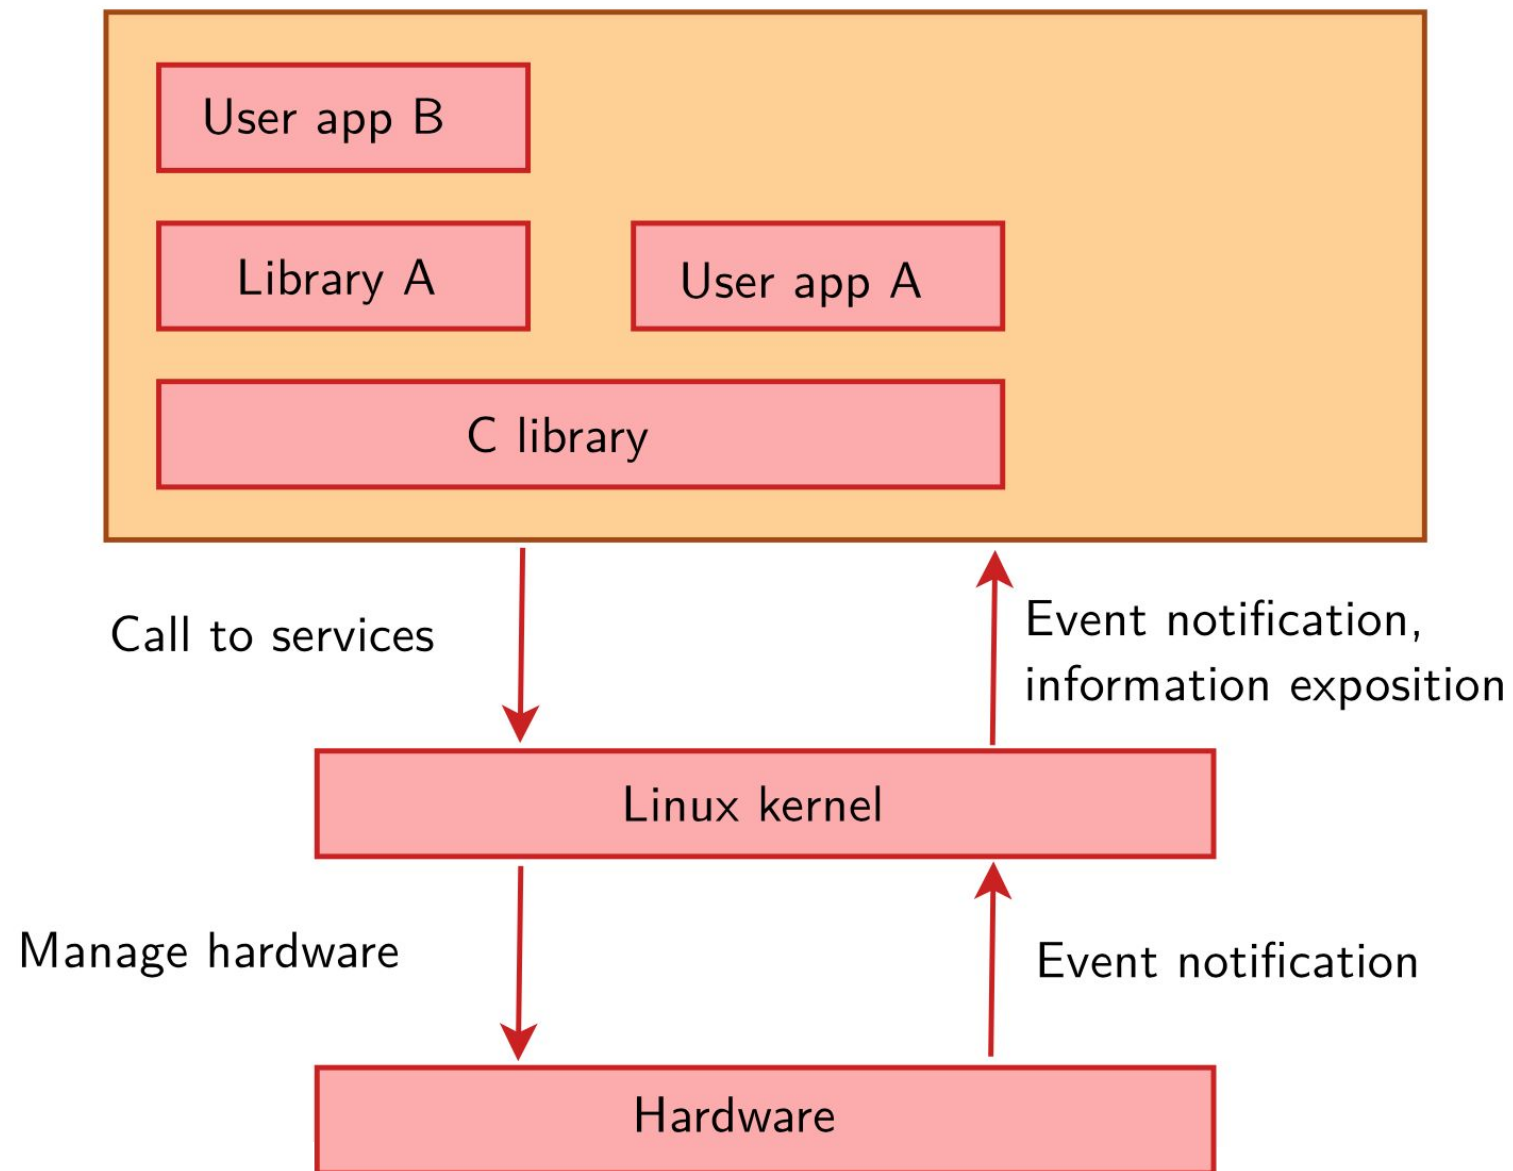 User app B
Library A
User app A
C library
Call to services
Event notification,
information exposition
Linux kernel
Manage hardware
Event notification
Hardware